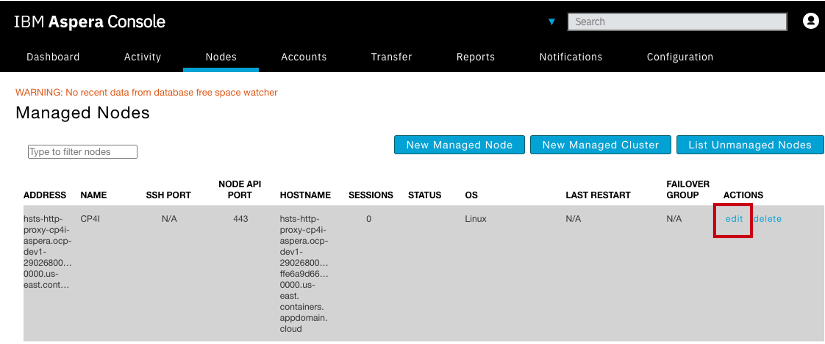 IBM Aspera Console
Search
Dashboard Activity Nodes Accounts Transfer Reports Notifications Configuration
WARNING: No recent data from database free space watcher
Managed Nodes
Type to filter nodes
New Managed Node New Managed Cluster List Unmanaged Nodes
ADDRESS NAME SSH PORT NODE API PORT HOSTNAME SESSIONS STATUS OS LAST RESTART FAILOVER GROUP ACTIONS
hsts-http- CP4I N/A 443 hsts-http- 0 Linux N/A N/A edit delete
proxy-cp4i- proxy-cp4i-
aspera.ocp- aspera.ocp-
dev1- dev1-
29026800... 29026800...
0000.us- ffe6a9d66...
east.cont... 0000.us-
east.
containers.
appdomain.
cloud